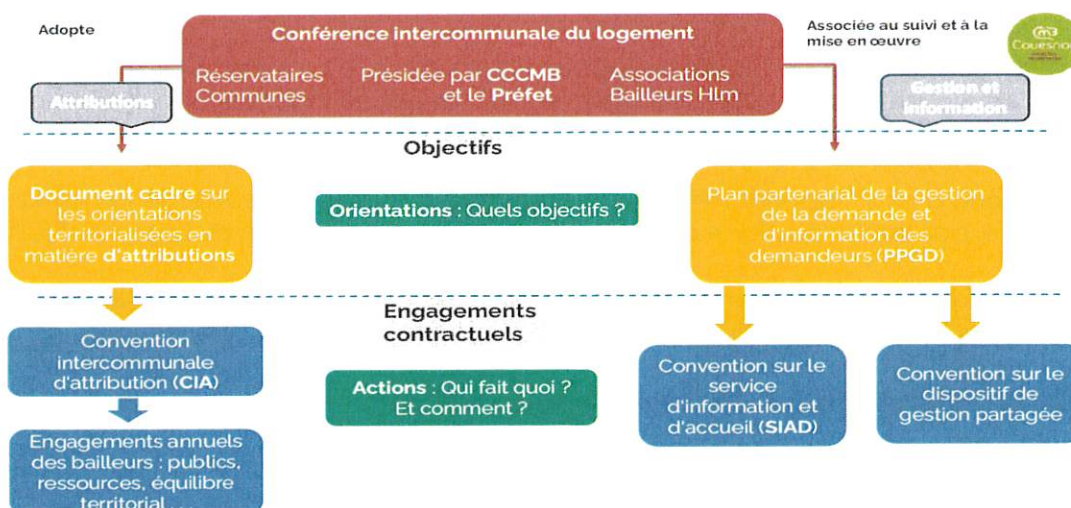 Adopte
Conférence intercommunale du logement
Réservataires
Communes
Présidée par CCCMB
et le Préfet
Associations
Bailleurs Hlm
Associée au suivi et à la
mise en œuvre
Couesnon
Attributions
Gestion et
information
Objectifs
Document cadre sur
les orientations
territorialisées en
matière d'attributions
Orientations : Quels objectifs ?
Plan partenarial de la gestion
de la demande et
d'information des
demandeurs (PPGD)
Engagements
contractuels
Convention
intercommunale
d'attribution (CIA)
Actions : Qui fait quoi ?
Et comment ?
Convention sur le
service
d'information et
d'accueil (SIAD)
Convention sur le
dispositif de
gestion partagée
Engagements annuels
des bailleurs : publics,
ressources, équilibre
territorial ...